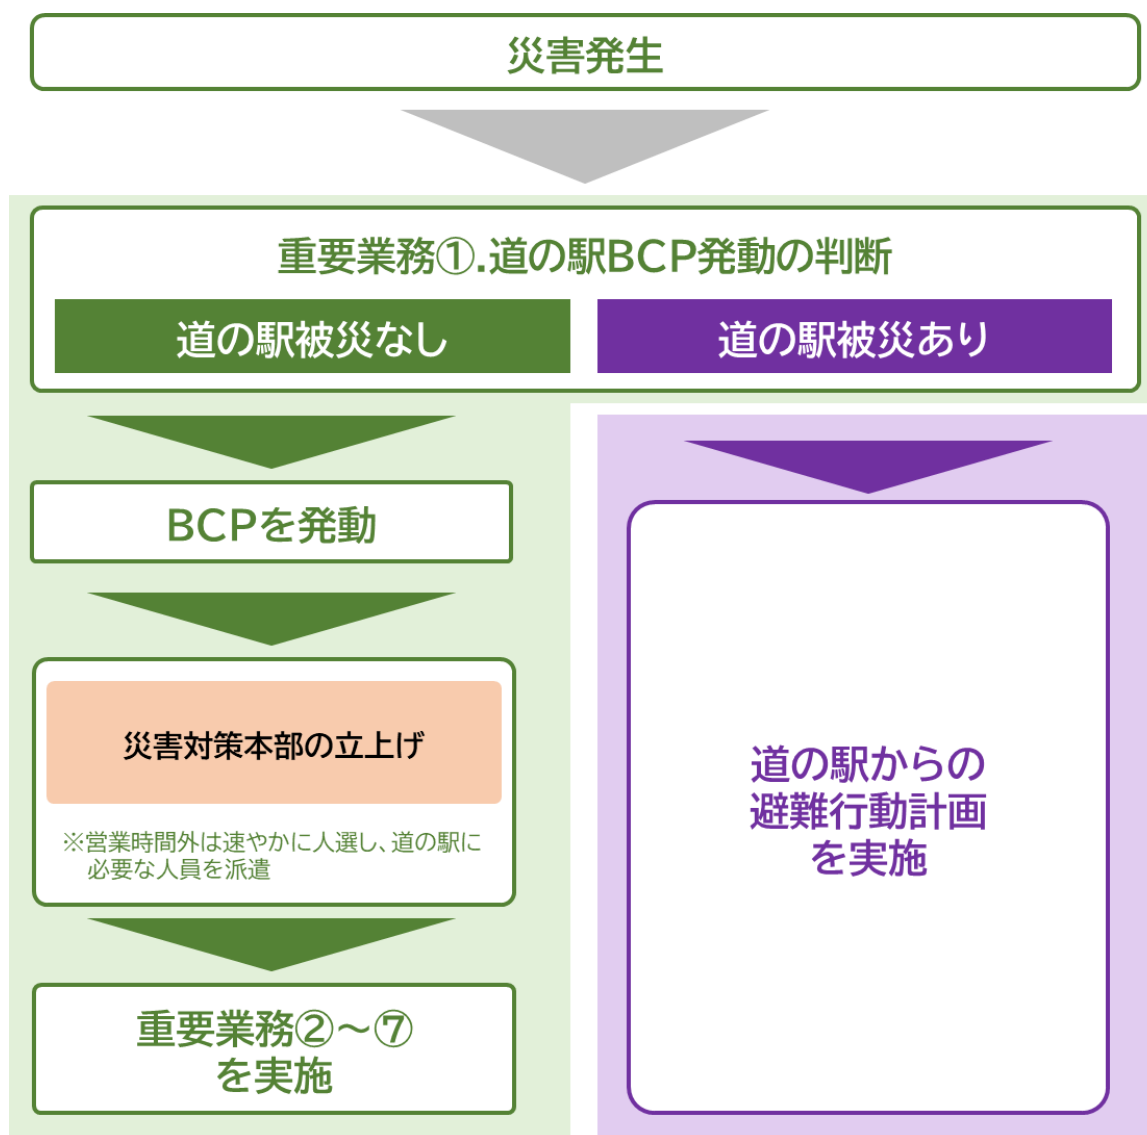 災害発生
重要業務①.道の駅BCP発動の判断
道の駅被災なし
道の駅被災あり
BCPを発動
災害対策本部の立上げ
※営業時間外は速やかに人選し、道の駅に
必要な人員を派遣
重要業務②～⑦
を実施
道の駅からの
避難行動計画
を実施